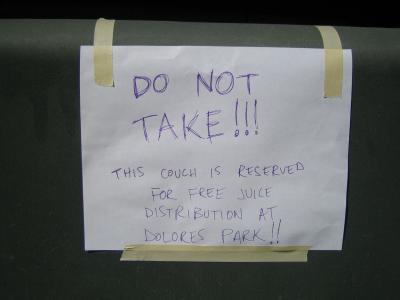 DO NOT
TAKE!!!
THIS COUCH IS RESERVED
FOR FREE JUICE
DISTRIBUTION AT
DOLORES PARK!!